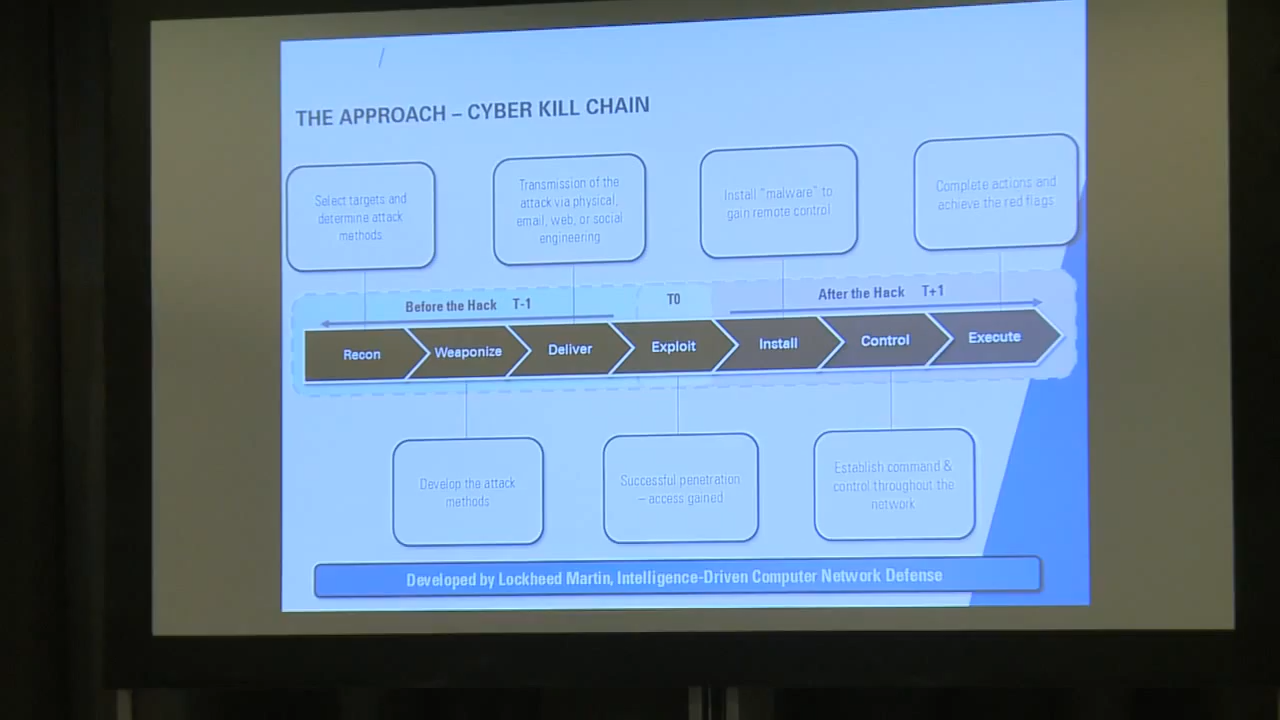 THE APPROACH – CYBER KILL CHAIN
Select targets and
determine attack
methods
Transmission of the
attack via physical,
email, web, or social
engineering
Install "malware" to
gain remote control
Complete actions and
achieve the red flags
Before the Hack T-1
T0
After the Hack T+1
Recon
Weaponize
Deliver
Exploit
Install
Control
Execute
Develop the attack
methods
Successful penetration
– access gained
Establish command &
control throughout the
network
Developed by Lockheed Martin, Intelligence-Driven Computer Network Defense